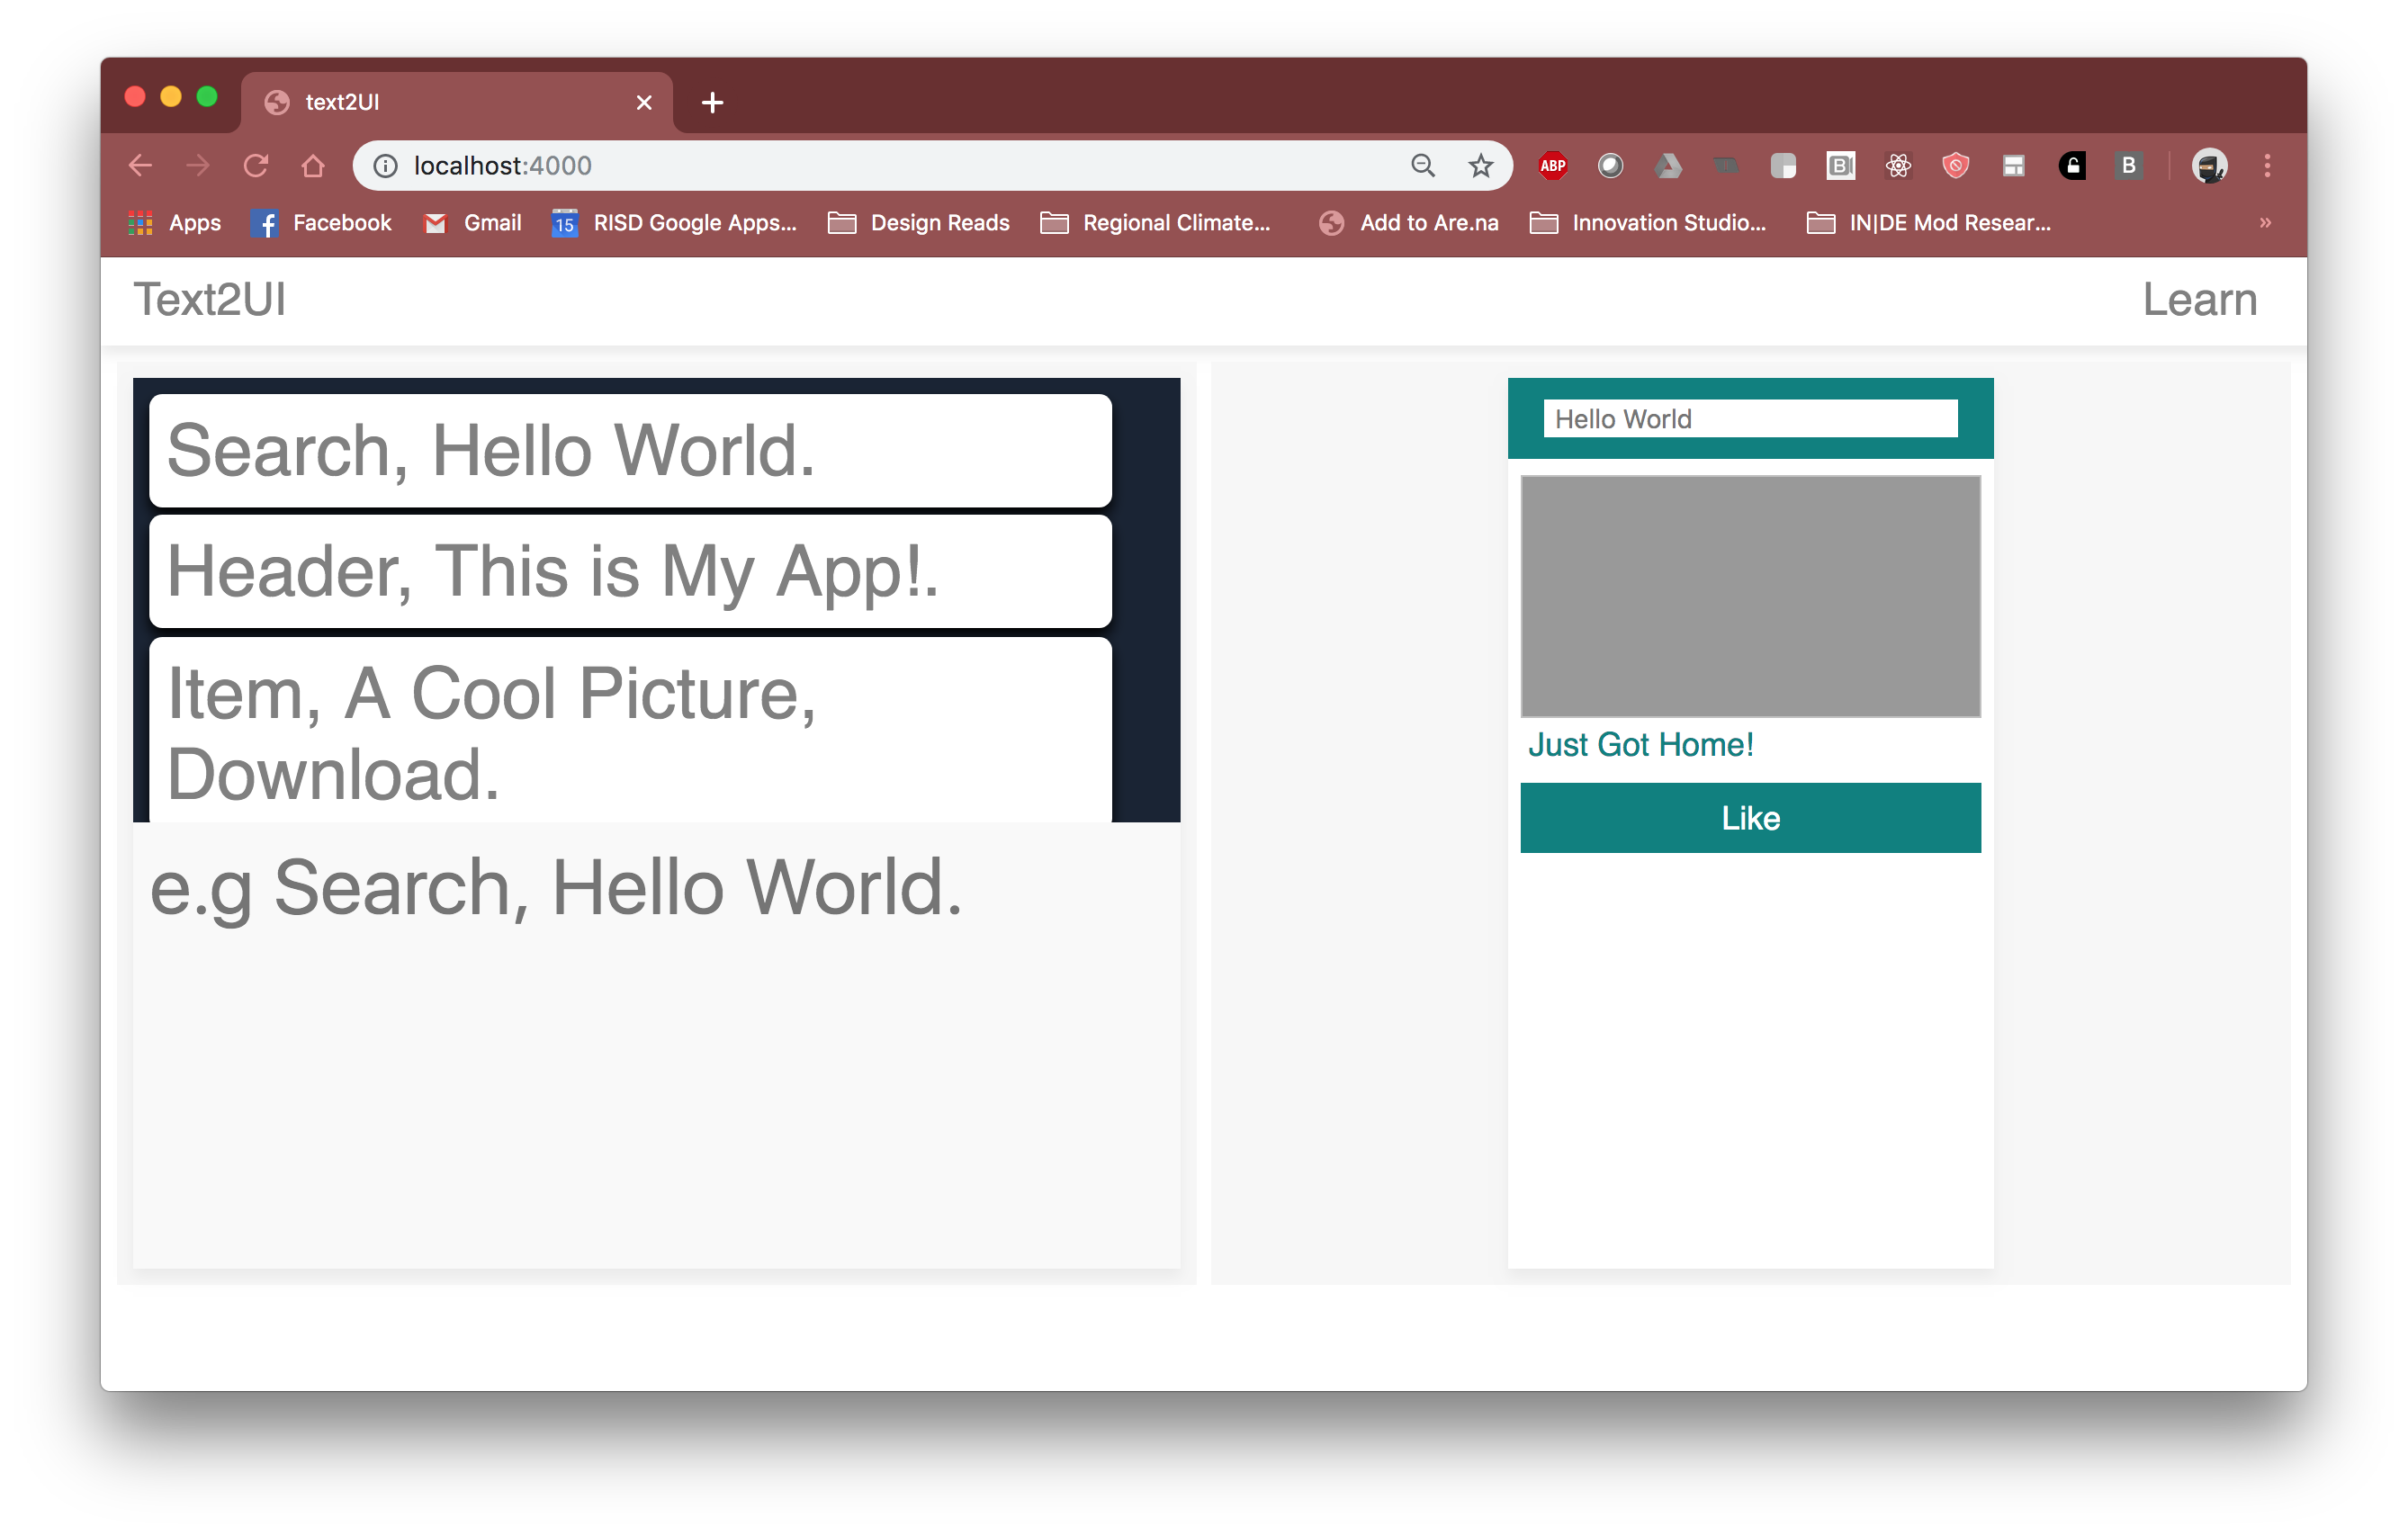 text2UI
localhost:4000
ABP
B
B
Apps
Facebook
Gmail
15
RISD Google Apps...
Design Reads
Regional Climate...
Add to Are.na
Innovation Studio...
IN|DE Mod Resear...
»
Text2UI
Learn
Search, Hello World.
Header, This is My App!.
Item, A Cool Picture,
Download.
e.g Search, Hello World.
Hello World
Just Got Home!
Like